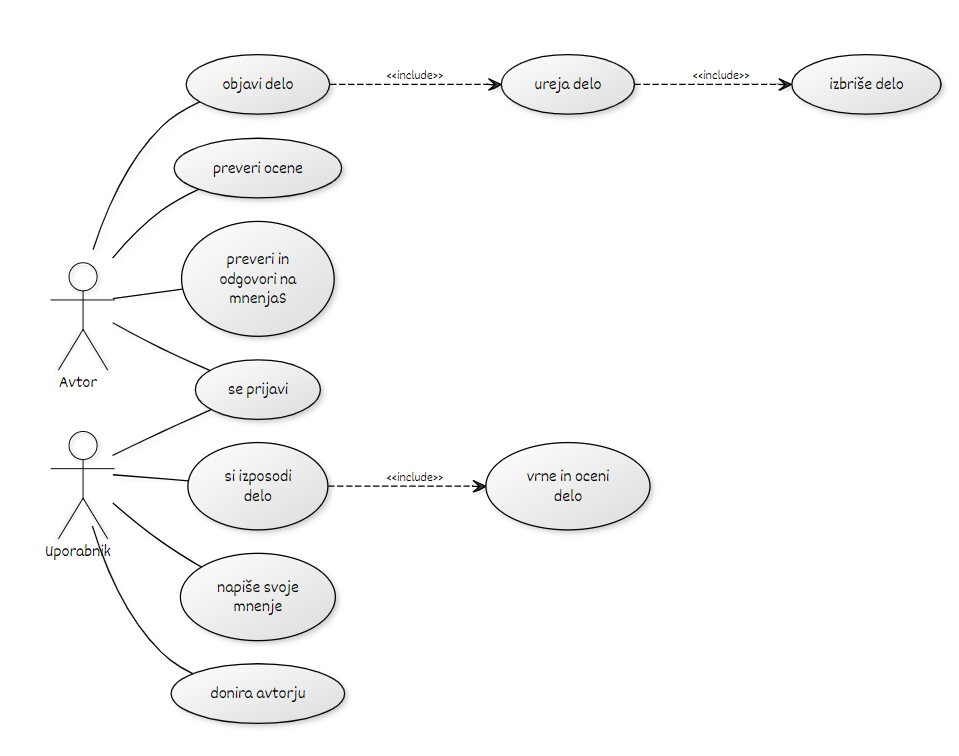 objavi delo
<<include>>
ureja delo
<<include>>
izbriše delo
preveri ocene
preveri in
odgovori na
mnenjaS
Avtor
se prijavi
Uporabnik
si izposodi
delo
<<include>>
vrne in oceni
delo
napiše svoje
mnenje
donira avtorju